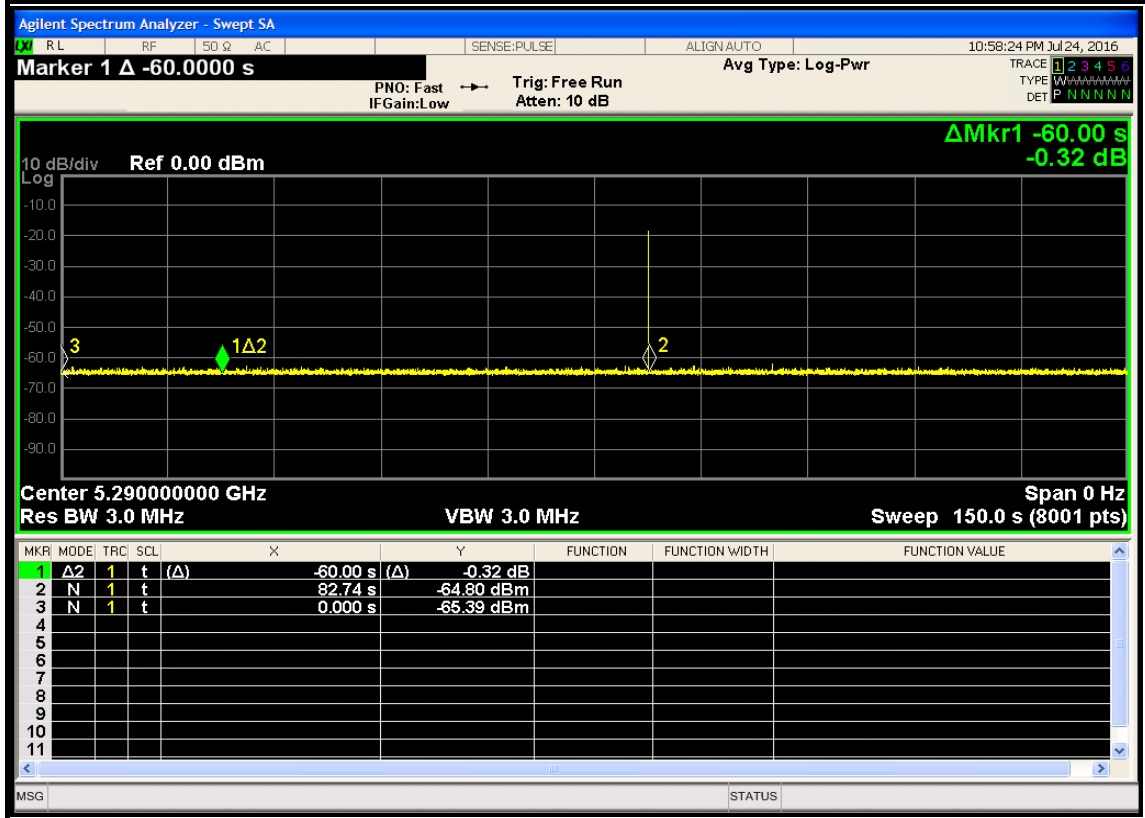 Agilent Spectrum Analyzer - Swept SA
LXI RL RF 50 Ω AC SENSE:PULSE ALIGN AUTO 10:58:24 PM Jul 24, 2016
Marker 1 Δ -60.0000 s Avg Type: Log-Pwr TRACE 1 2 3 4 5 6
PNO: Fast Trig: Free Run TYPE WWWWWW
IFGain:Low Atten: 10 dB DET P N N N N N
ΔMkr1 -60.00 s
10 dB/div Ref 0.00 dBm -0.32 dB
Log
-10.0
-20.0
-30.0
-40.0
-50.0
3 1Δ2 2
-60.0
-70.0
-80.0
-90.0
Center 5.290000000 GHz Span 0 Hz
Res BW 3.0 MHz VBW 3.0 MHz Sweep 150.0 s (8001 pts)
MKR MODE TRC SCL X Y FUNCTION FUNCTION WIDTH FUNCTION VALUE
1 Δ2 1 t (Δ) -60.00 s (Δ) -0.32 dB
2 N 1 t 82.74 s -64.80 dBm
3 N 1 t 0.000 s -65.39 dBm
4
5
6
7
8
9
10
11
MSG STATUS